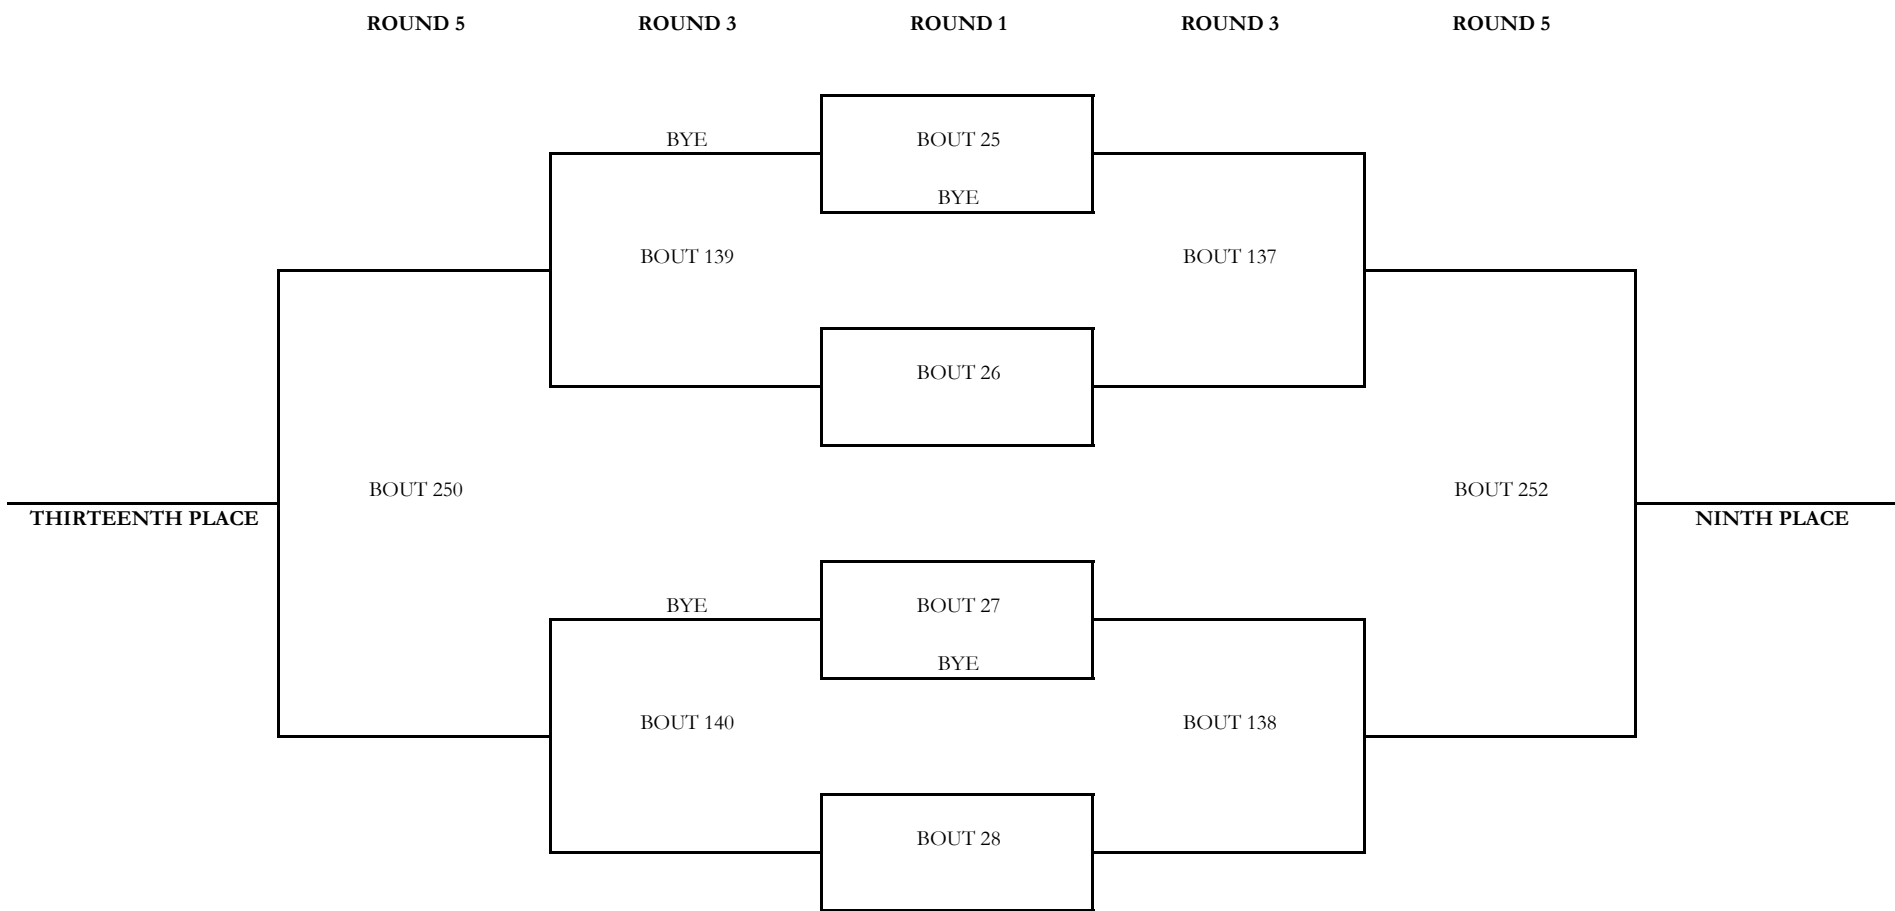 ROUND 5 ROUND 3 ROUND 1 ROUND 3 ROUND 5
BYE BOUT 25
BYE
BOUT 139 BOUT 137
BOUT 26
BOUT 250 BOUT 252
THIRTEENTH PLACE NINTH PLACE
BYE BOUT 27
BYE
BOUT 140 BOUT 138
BOUT 28